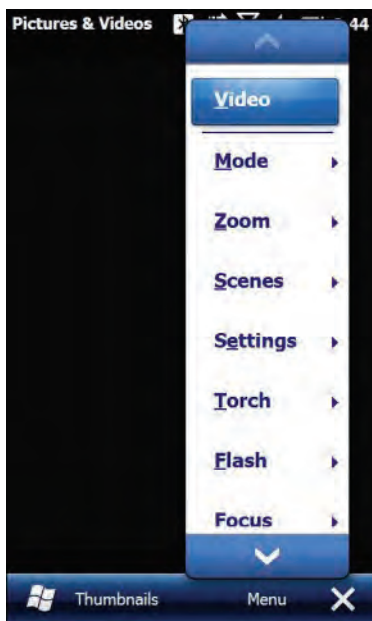 Pictures & Videos 44
Video
Mode
Zoom
Scenes
Settings
Torch
Flash
Focus
Thumbnails Menu